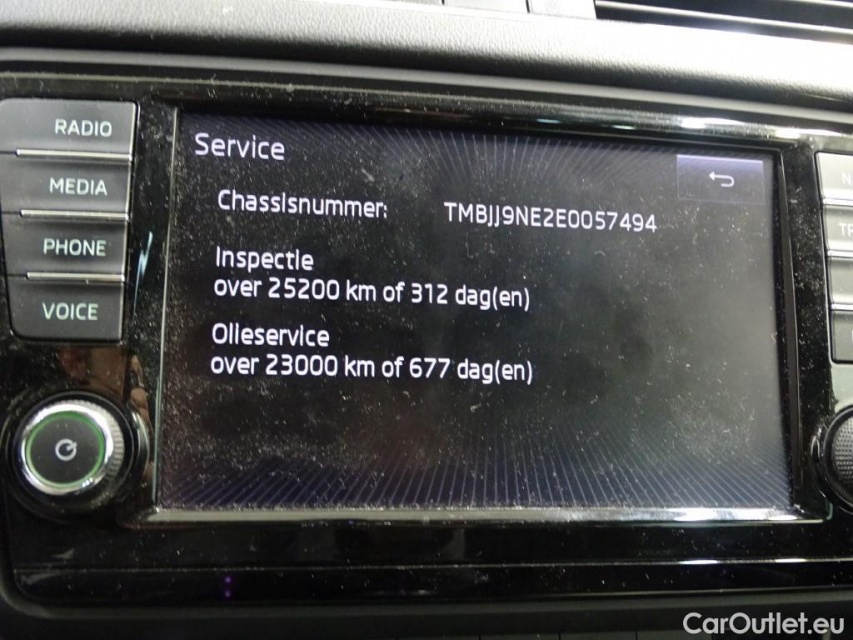 RADIO
MEDIA
PHONE
VOICE
Service
Chassisnummer: TMBJJ9NE2E0057494
Inspectie
over 25200 km of 312 dag(en)
Olieservice
over 23000 km of 677 dag(en)
CarOutlet.eu